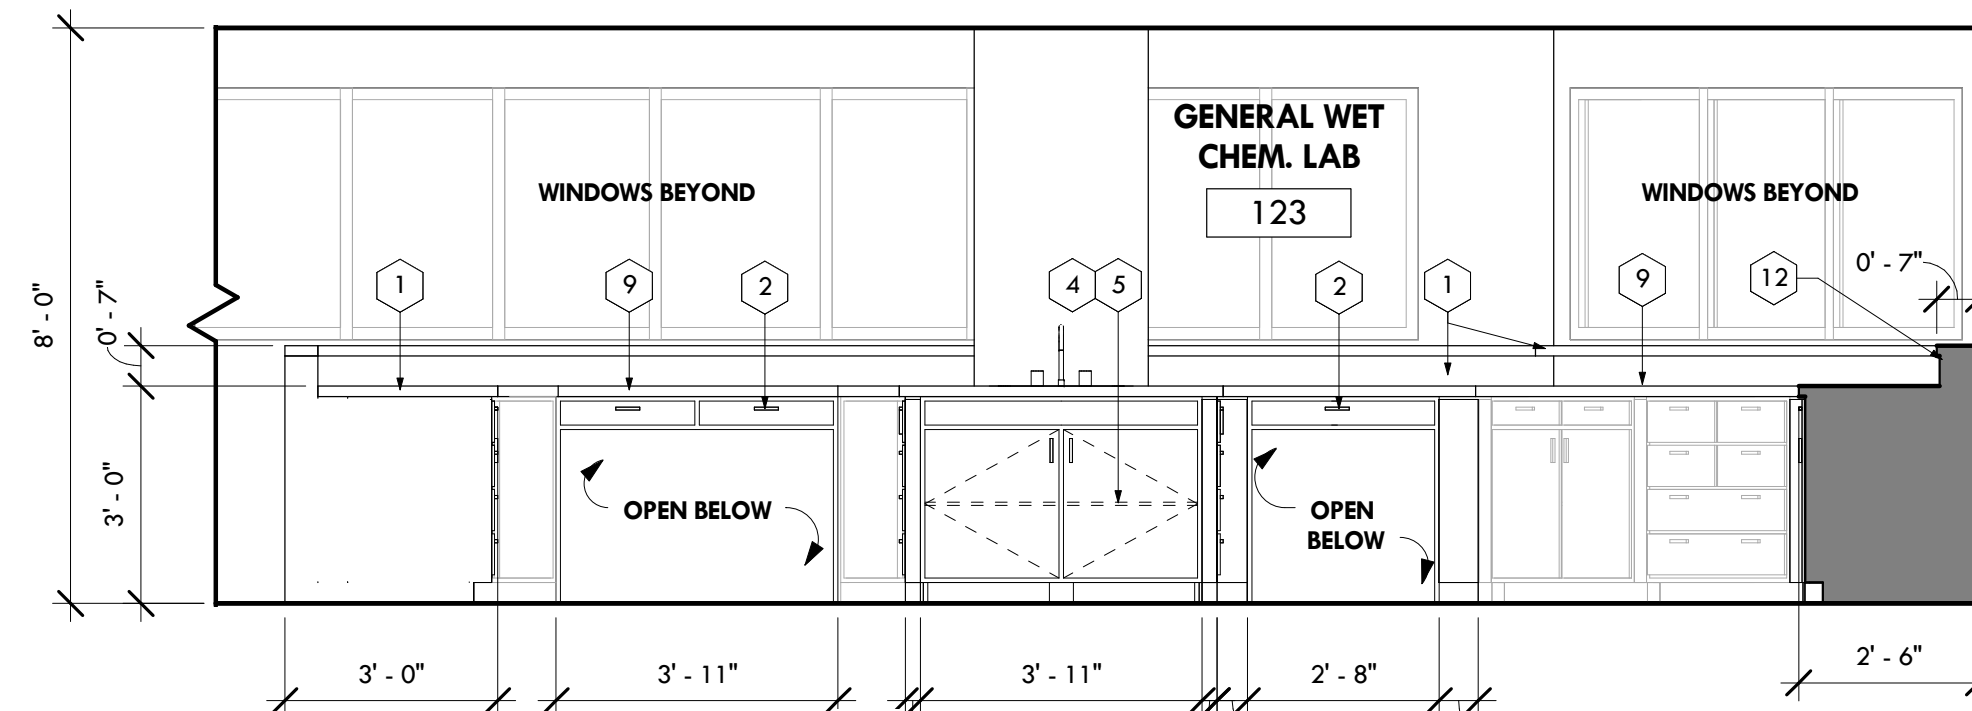 GENERAL WET
CHEM. LAB
123
WINDOWS BEYOND
WINDOWS BEYOND
1
9
2
4
5
2
1
9
12
0' - 7"
8' - 0"
0' - 7"
3' - 0"
OPEN BELOW
OPEN
BELOW
3' - 0"
3' - 11"
3' - 11"
2' - 8"
2' - 6"